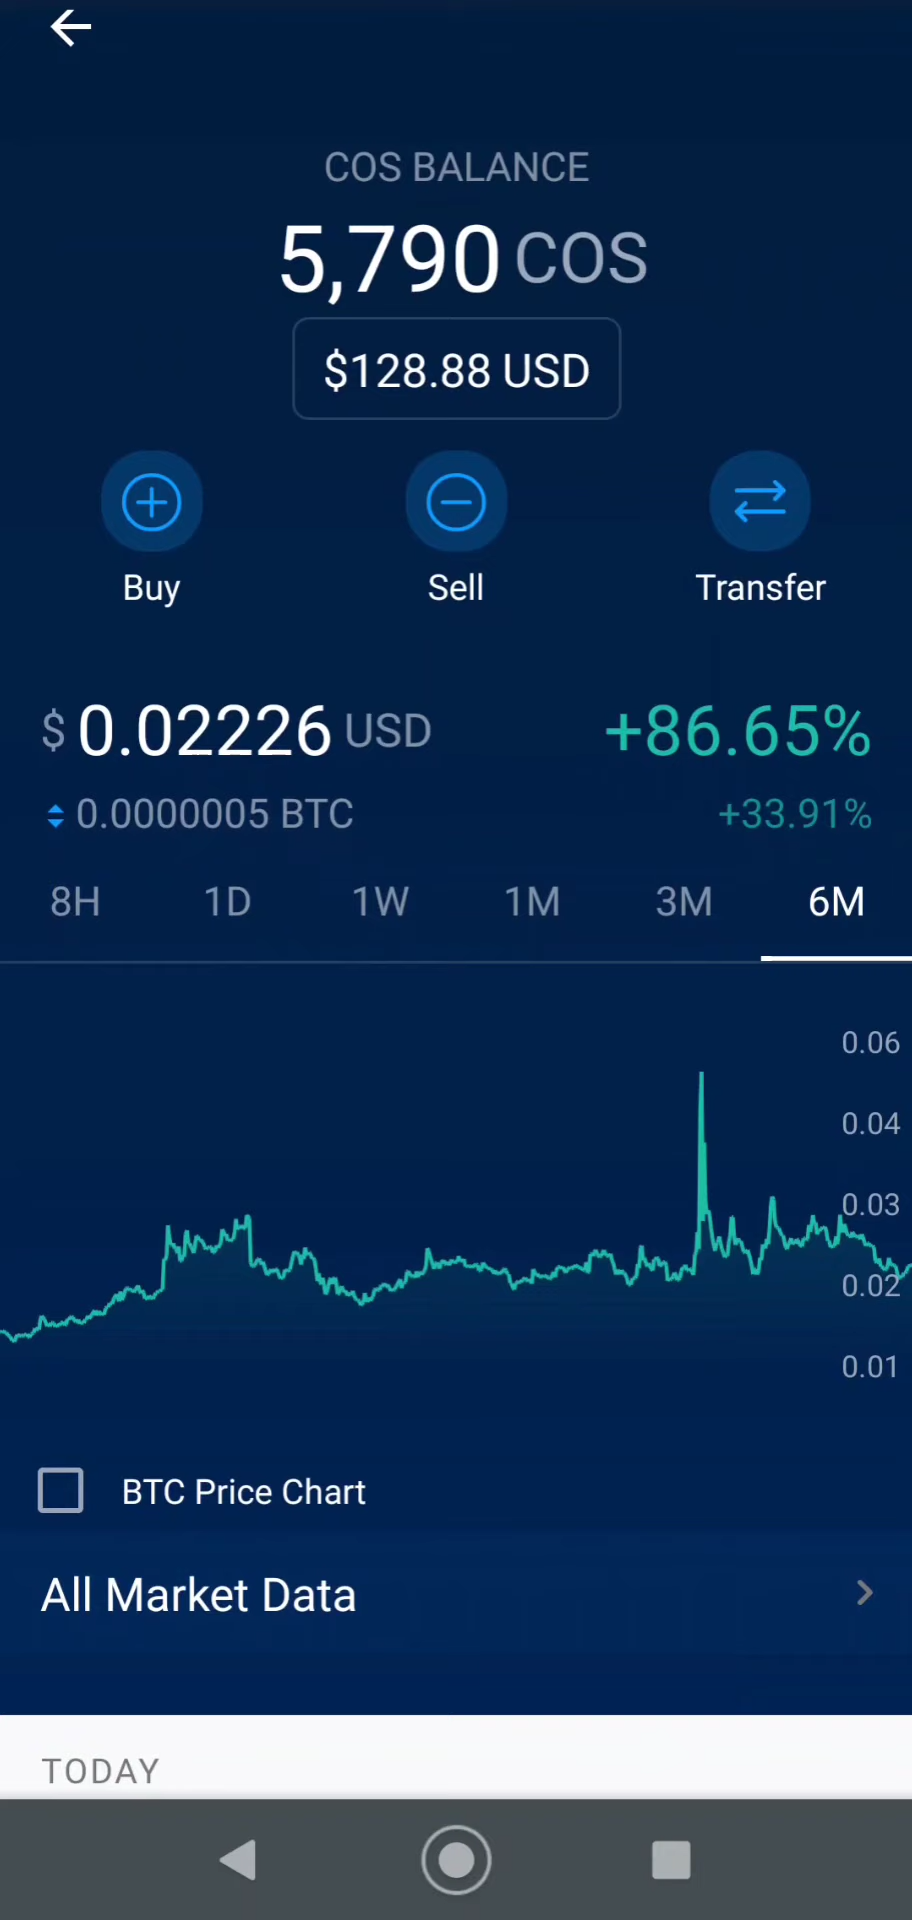 COS BALANCE
5,790 COS
$128.88 USD
Buy Sell Transfer
$ 0.02226 USD +86.65%
0.0000005 BTC +33.91%
8H 1D 1W 1M 3M 6M
0.06
0.04
0.03
0.02
0.01
BTC Price Chart
All Market Data
TODAY